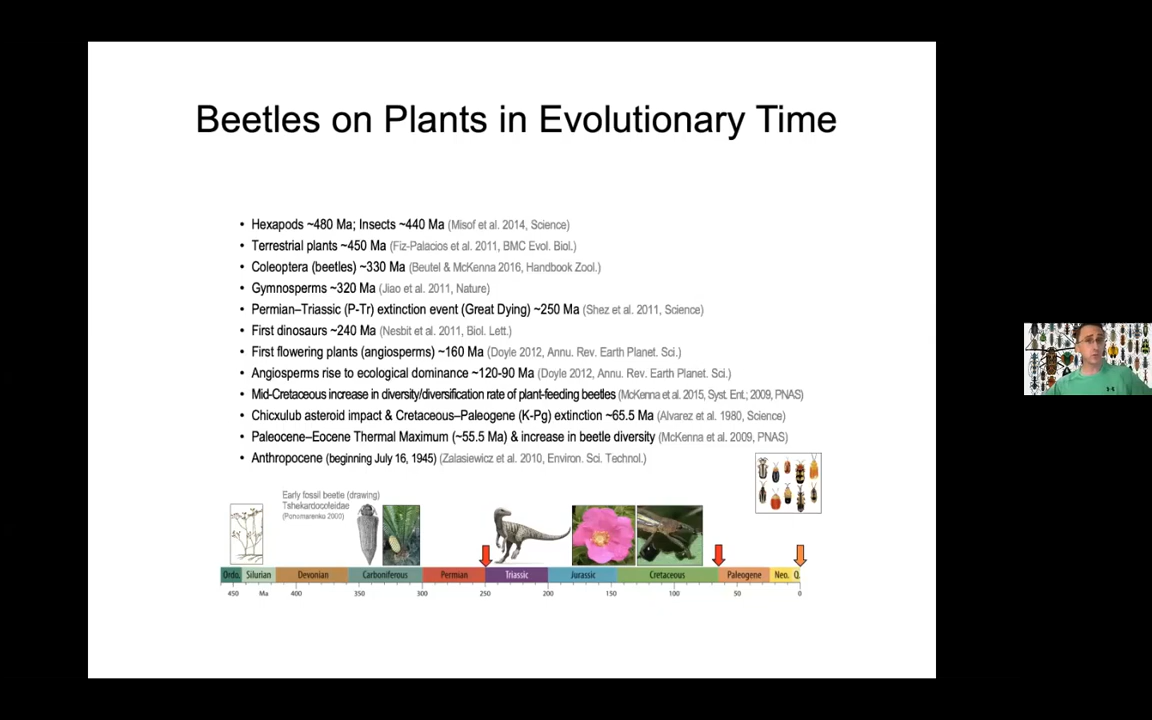 Beetles on Plants in Evolutionary Time
• Hexapods ~480 Ma; Insects ~440 Ma (Misof et al. 2014, Science)
• Terrestrial plants ~450 Ma (Fiz-Palacios et al. 2011, BMC Evol. Biol.)
• Coleoptera (beetles) ~330 Ma (Beutel & McKenna 2016, Handbook Zool.)
• Gymnosperms ~320 Ma (Jiao et al. 2011, Nature)
• Permian–Triassic (P-Tr) extinction event (Great Dying) ~250 Ma (Shez et al. 2011, Science)
• First dinosaurs ~240 Ma (Nesbit et al. 2011, Biol. Lett.)
• First flowering plants (angiosperms) ~160 Ma (Doyle 2012, Annu. Rev. Earth Planet. Sci.)
• Angiosperms rise to ecological dominance ~120-90 Ma (Doyle 2012, Annu. Rev. Earth Planet. Sci.)
• Mid-Cretaceous increase in diversity/diversification rate of plant-feeding beetles (McKenna et al. 2015, Syst. Ent.; 2009, PNAS)
• Chicxulub asteroid impact & Cretaceous–Paleogene (K-Pg) extinction ~65.5 Ma (Alvarez et al. 1980, Science)
• Paleocene–Eocene Thermal Maximum (~55.5 Ma) & increase in beetle diversity (McKenna et al. 2009, PNAS)
• Anthropocene (beginning July 16, 1945) (Zalasiewicz et al. 2010, Environ. Sci. Technol.)
Early fossil beetle (drawing)
Tshekardocoleidae
(Ponomarenko 2000)
Ordo. Silurian Devonian Carboniferous Permian Triassic Jurassic Cretaceous Paleogene Neo. Q.
450 Ma 400 350 300 250 200 150 100 50 0